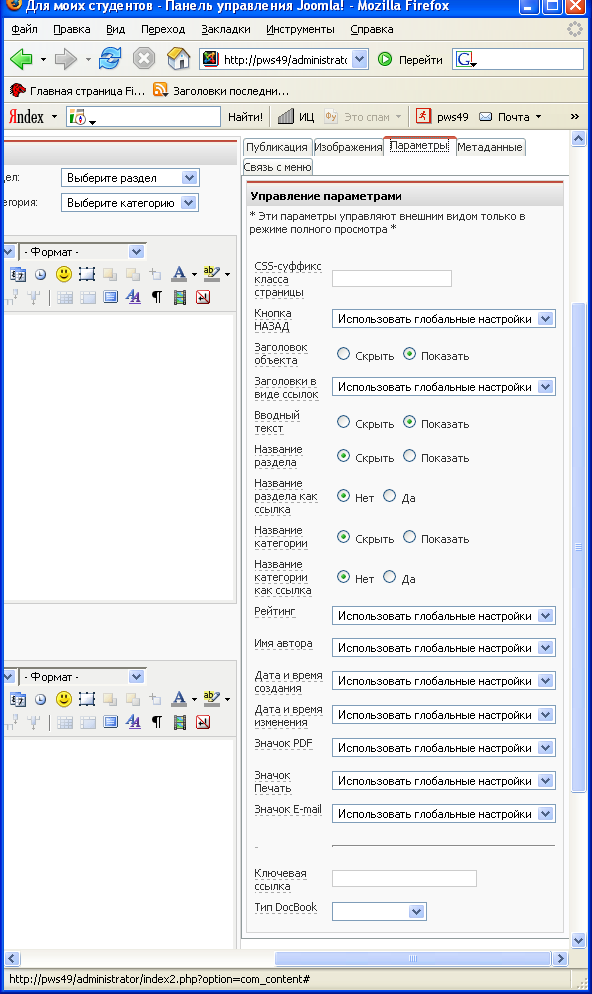 Для моих студентов - Панель управления Joomla! - Mozilla Firefox
Файл Правка Вид Переход Закладки Инструменты Справка
http://pws49/administrato Перейти G
Главная страница Fi... Заголовки последни...
Яndex Найти! ИЦ Это спам pws49 Почта »
Публикация Изображения Параметры Метаданные
Связь с меню
дел: Выберите раздел
егория: Выберите категорию
- Формат -
Управление параметрами
* Эти параметры управляют внешним видом только в
режиме полного просмотра *
CSS-суффикс
класса
страницы
Кнопка
НАЗАД Использовать глобальные настройки
Заголовок
объекта Скрыть Показать
Заголовки в
виде ссылок Использовать глобальные настройки
Вводный
текст Скрыть Показать
Название
раздела Скрыть Показать
Название
раздела как
ссылка Нет Да
Название
категории Скрыть Показать
Название
категории
как ссылка Нет Да
Рейтинг Использовать глобальные настройки
Имя автора Использовать глобальные настройки
- Формат -
Дата и время
создания Использовать глобальные настройки
Дата и время
изменения Использовать глобальные настройки
Значок PDF Использовать глобальные настройки
Значок
Печать Использовать глобальные настройки
Значок E-mail Использовать глобальные настройки
-
Ключевая
ссылка
Тип DocBook
http://pws49/administrator/index2.php?option=com_content#